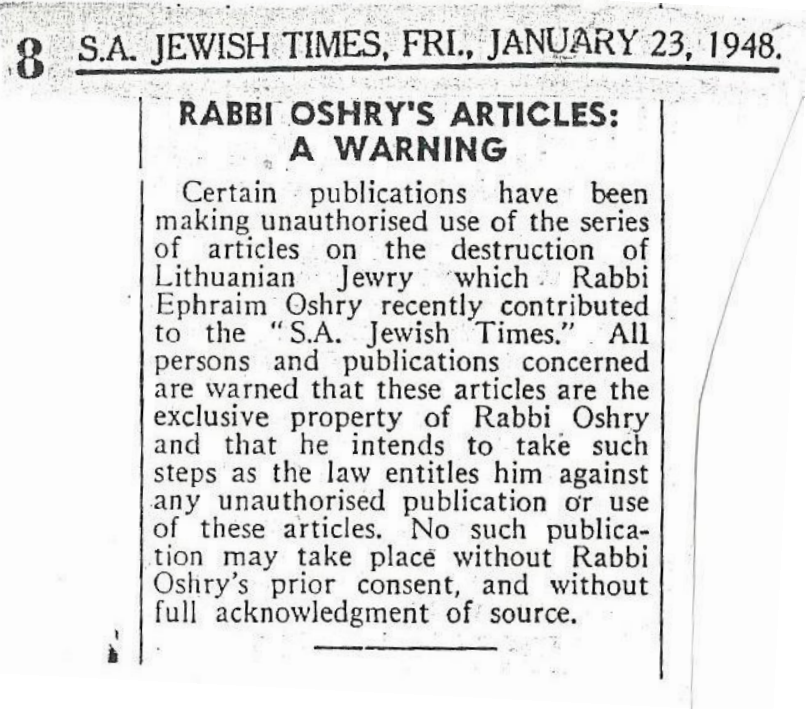 8 S.A. JEWISH TIMES, FRI., JANUARY 23, 1948.
RABBI OSHRY'S ARTICLES:
A WARNING
Certain publications have been
making unauthorised use of the series
of articles on the destruction of
Lithuanian Jewry which Rabbi
Ephraim Oshry recently contributed
to the "S.A. Jewish Times." All
persons and publications concerned
are warned that these articles are the
exclusive property of Rabbi Oshry
and that he intends to take such
steps as the law entitles him against
any unauthorised publication or use
of these articles. No such publica-
tion may take place without Rabbi
Oshry's prior consent, and without
full acknowledgment of source.